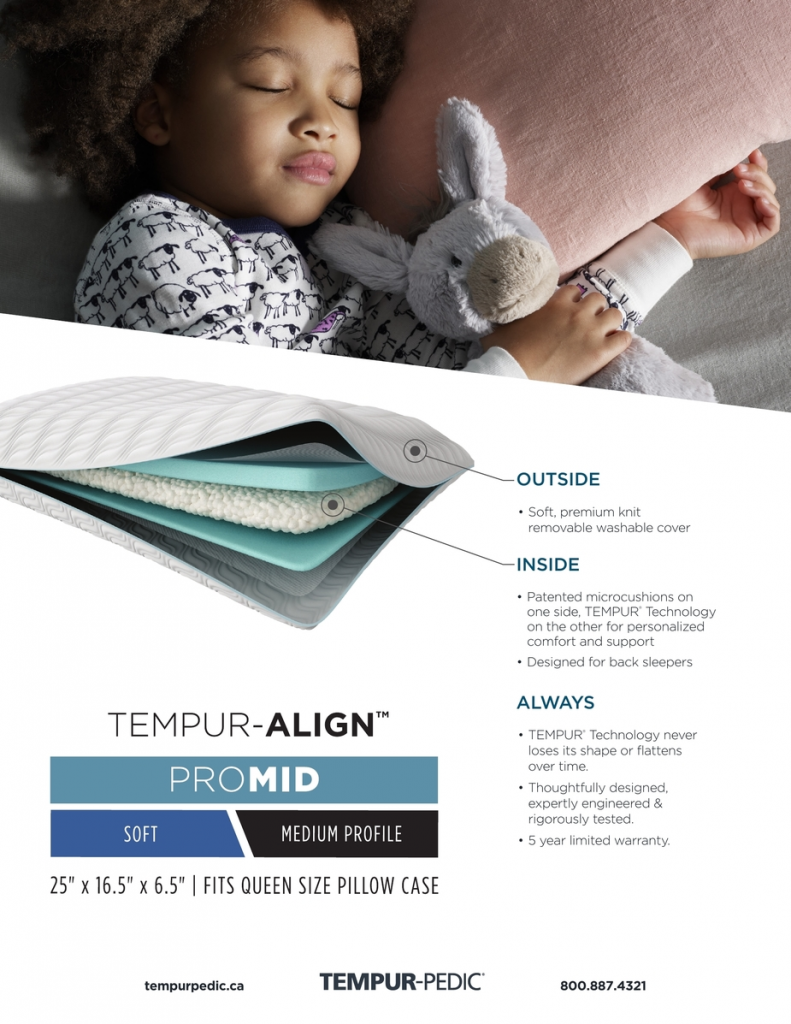 OUTSIDE
• Soft, premium knit
removable washable cover
INSIDE
• Patented microcushions on
one side, TEMPUR® Technology
on the other for personalized
comfort and support
• Designed for back sleepers
ALWAYS
• TEMPUR® Technology never
loses its shape or flattens
over time.
• Thoughtfully designed,
expertly engineered &
rigorously tested.
• 5 year limited warranty.
TEMPUR-ALIGN™
PROMID
SOFT
MEDIUM PROFILE
25" x 16.5" x 6.5" | FITS QUEEN SIZE PILLOW CASE
tempurpedic.ca
TEMPUR-PEDIC®
800.887.4321